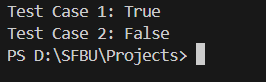 Test Case 1: True
Test Case 2: False
PS D:\SFBU\Projects>